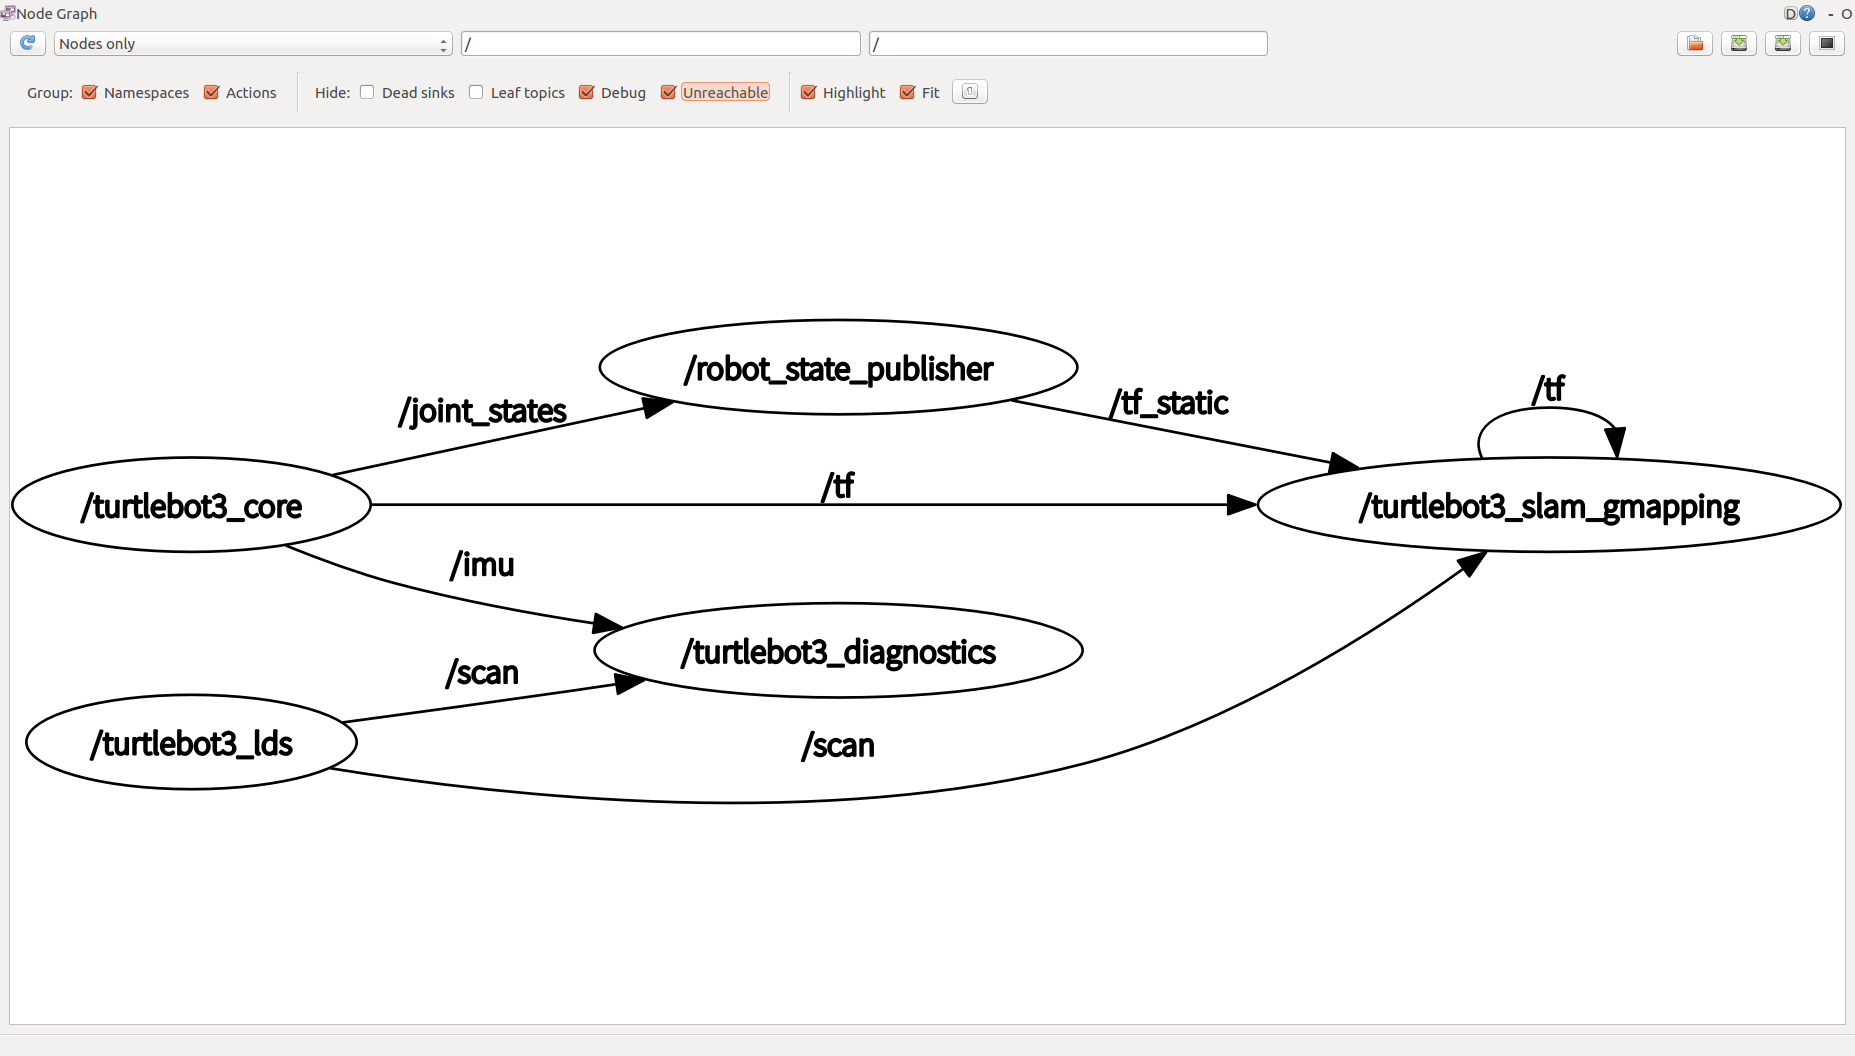 Node Graph
D ? - O
Nodes only / /
Group: Namespaces Actions Hide: Dead sinks Leaf topics Debug Unreachable Highlight Fit
/robot_state_publisher
/tf
/joint_states
/tf_static
/tf
/turtlebot3_core
/turtlebot3_slam_gmapping
/imu
/turtlebot3_diagnostics
/scan
/turtlebot3_lds
/scan